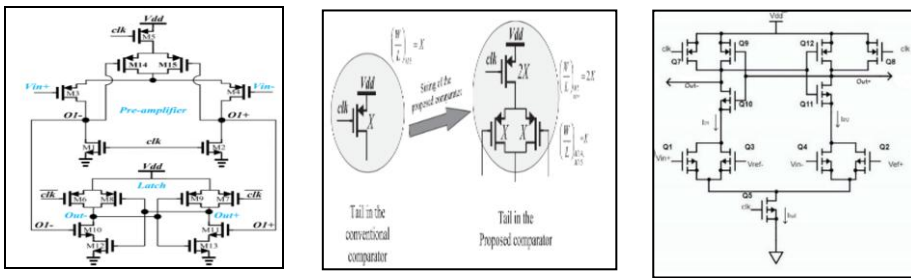 Vdd
clk
M5
M14 M15
Vin+ Vin-
M3
Pre-amplifier
O1- O1+
M1 clk M2
Vdd
Latch
clk clk
M6 M8 M9 M7
Out- Out+
O1- O1+
M10 M11
M12 M13
Vdd
clk
X
Tail in the
conventional
comparator
Sizing of the
proposed comparator
Vdd
clk
2X
X X
Tail in the
Proposed comparator
= X
= 2X
= X
Vdd
clk clk
Q7 Q9 Q12 Q8
Out- Out+
Q10 Q11
Q1 Q3 Q4 Q2
Vin+ Vref- Vin- Vef+
Q5
clk